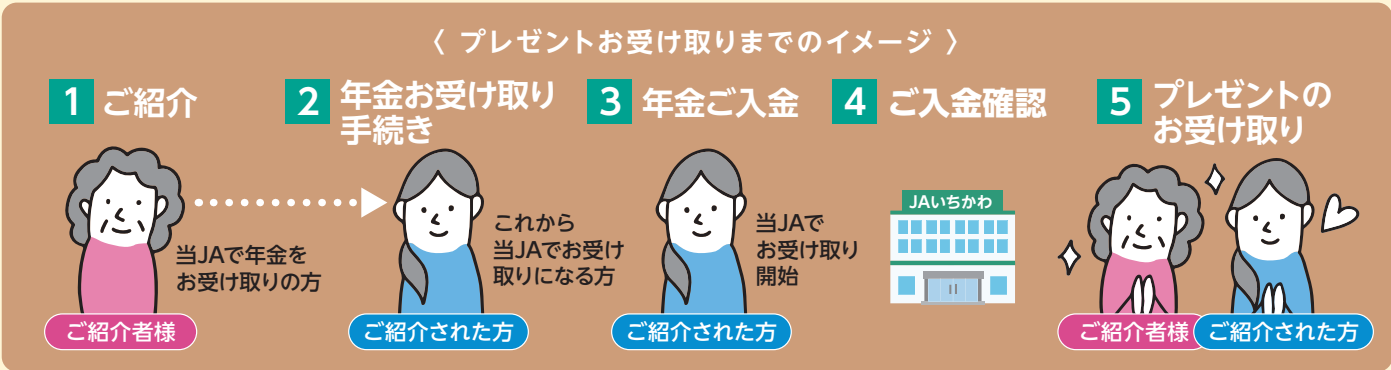 〈 プレゼントお受け取りまでのイメージ 〉
1 ご紹介
当JAで年金を
お受け取りの方
ご紹介者様
2 年金お受け取り
手続き
これから
当JAでお受け
取りになる方
ご紹介された方
3 年金ご入金
当JAで
お受け取り
開始
ご紹介された方
4 ご入金確認
JAいちかわ
5 プレゼントの
お受け取り
ご紹介者様
ご紹介された方